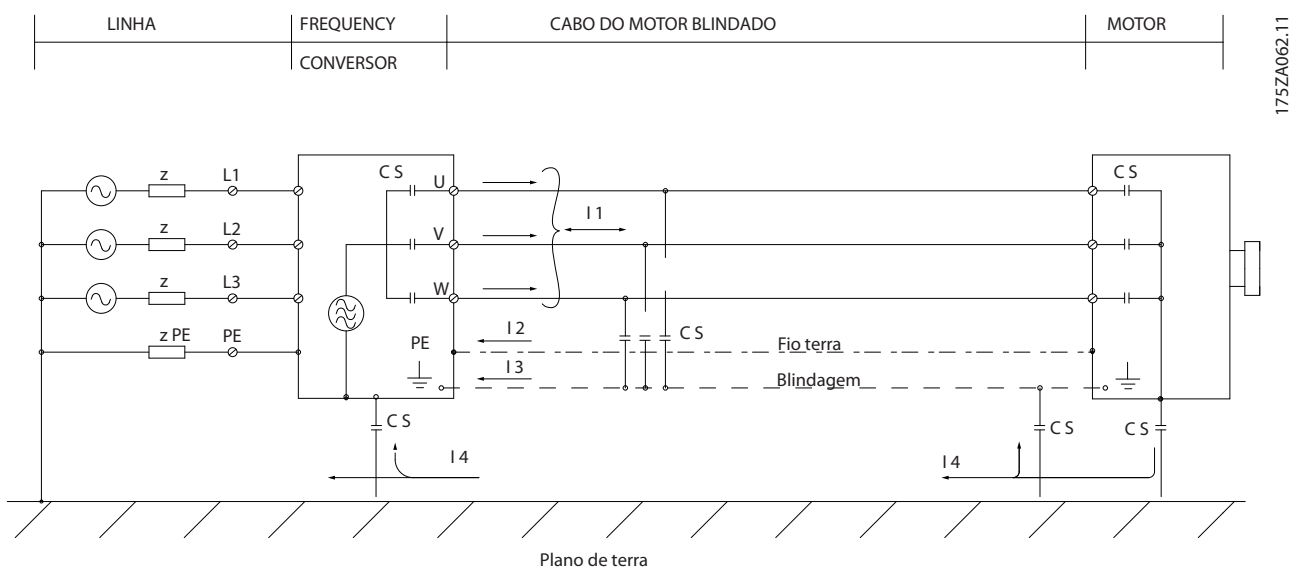 LINHA
FREQUENCY
CONVERSOR
CABO DO MOTOR BLINDADO
MOTOR
175ZA062.11
z
L1
z
L2
z
L3
z PE
PE
C S
U
V
W
PE
I 1
I 2
I 3
C S
Fio terra
Blindagem
C S
C S
I 4
C S
C S
I 4
Plano de terra